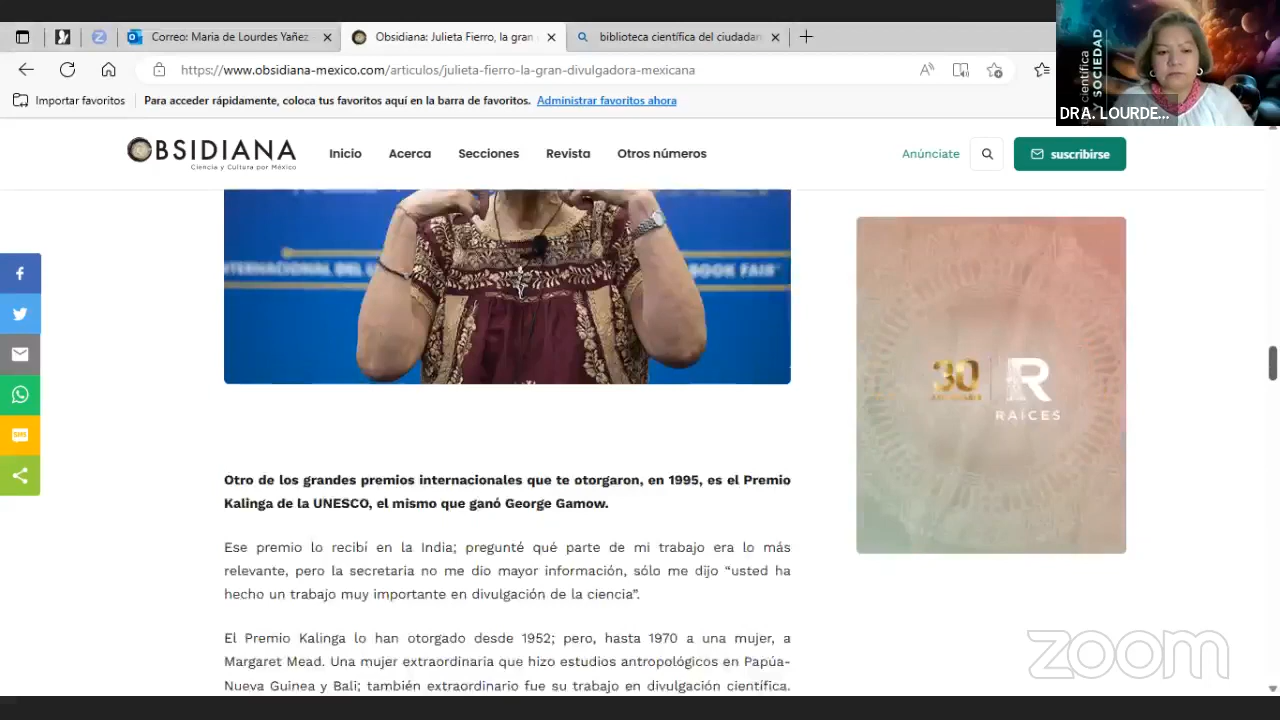 Correo: Maria de Lourdes Yañez
Obsidiana: Julieta Fierro, la gran
biblioteca científica del ciudadan
https://www.obsidiana-mexico.com/articulos/julieta-fierro-la-gran-divulgadora-mexicana
Importar favoritos
Para acceder rápidamente, coloca tus favoritos aquí en la barra de favoritos. Administrar favoritos ahora
científica
y SOCIEDAD
DRA. LOURDE...
OBSIDIANA
Ciencia y Cultura por México
Inicio
Acerca
Secciones
Revista
Otros números
Anúnciate
suscribirse
INTERNACIONAL DEL
BOOK FAIR
30
ANIVERSARIO
R
RAÍCES
SMS
Otro de los grandes premios internacionales que te otorgaron, en 1995, es el Premio
Kalinga de la UNESCO, el mismo que ganó George Gamow.
Ese premio lo recibí en la India; pregunté qué parte de mi trabajo era lo más
relevante, pero la secretaria no me dio mayor información, sólo me dijo “usted ha
hecho un trabajo muy importante en divulgación de la ciencia”.
El Premio Kalinga lo han otorgado desde 1952; pero, hasta 1970 a una mujer, a
Margaret Mead. Una mujer extraordinaria que hizo estudios antropológicos en Papúa-
Nueva Guinea y Bali; también extraordinario fue su trabajo en divulgación científica.
zoom